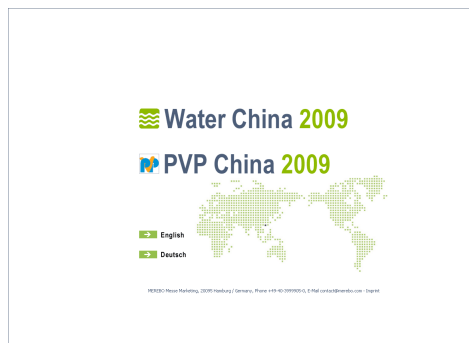 Water China 2009
PVP China 2009
English
Deutsch
MEREBO Messe Marketing, 20095 Hamburg / Germany, Phone ++49-40-3999905-0, E-Mail contact@merebo.com - Imprint